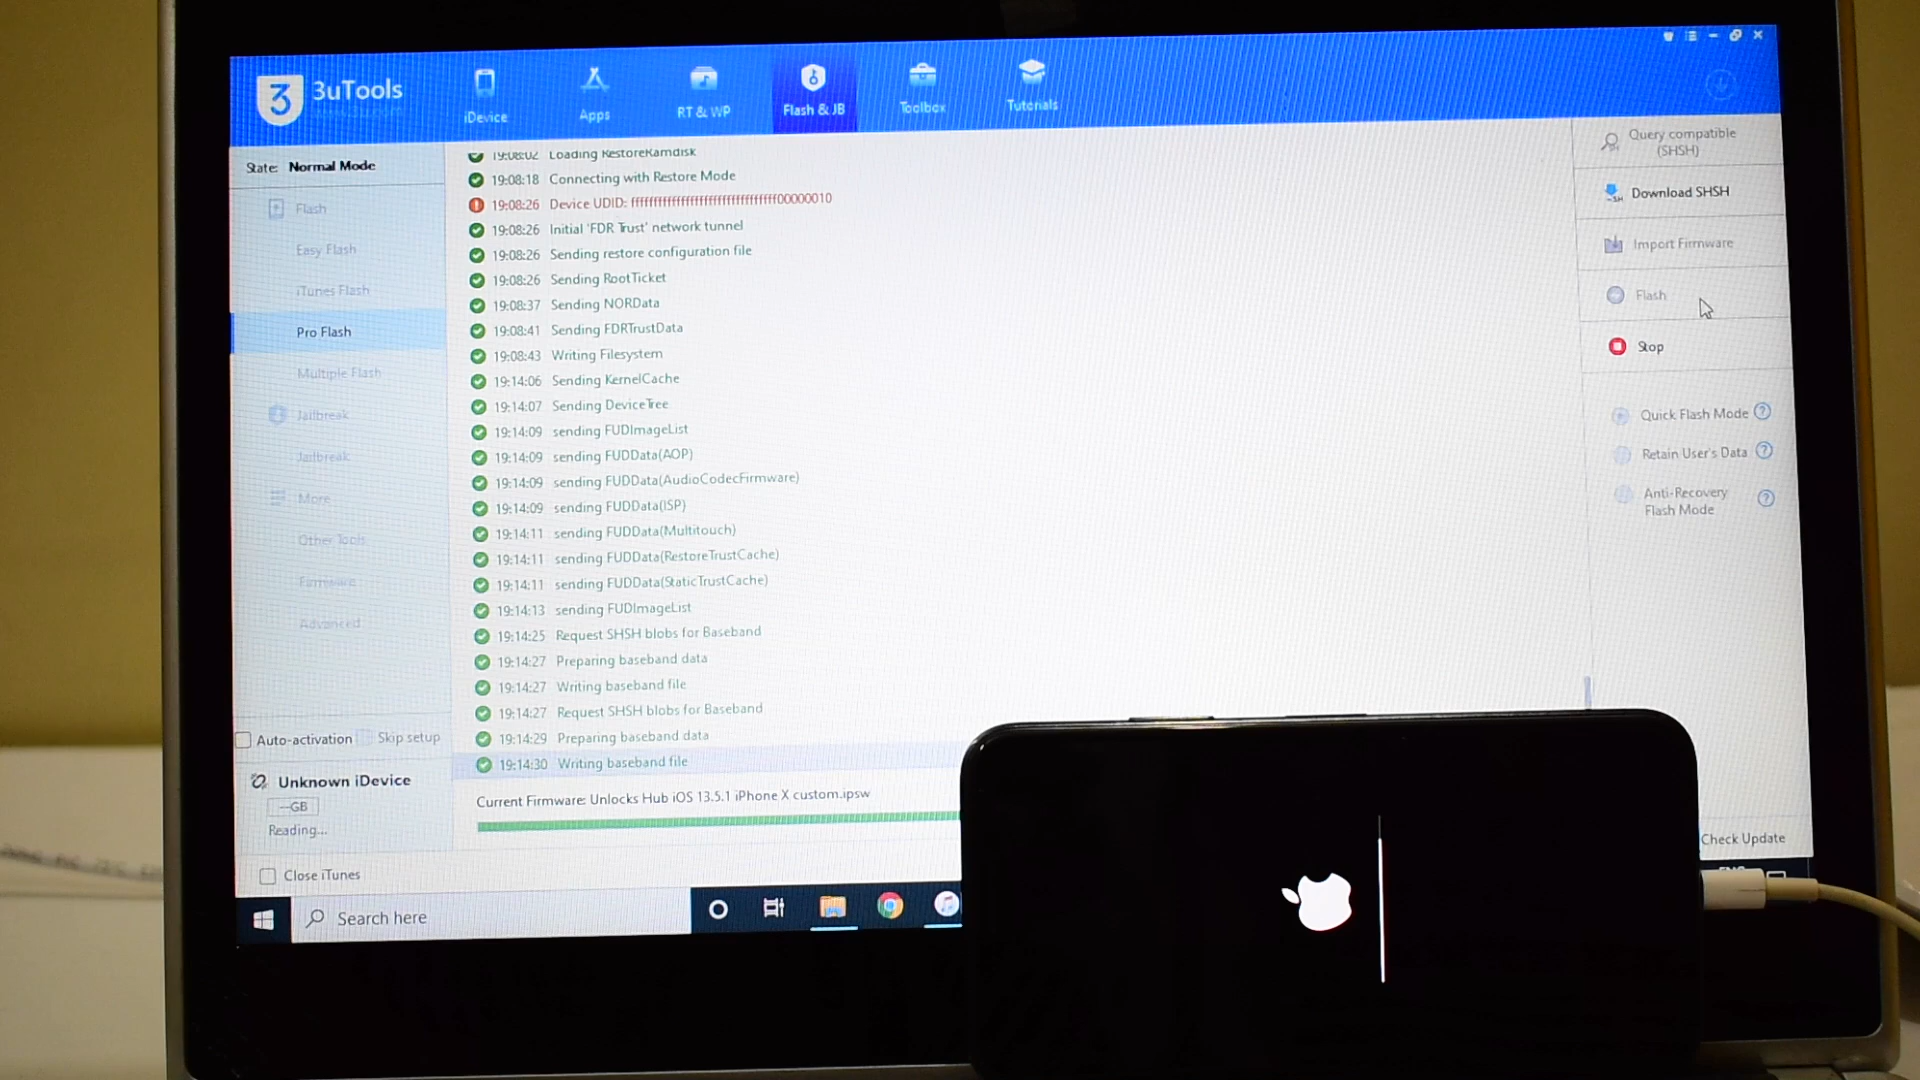 3 3uTools
www.3u.com
iDevice
Apps
RT & WP
Flash & JB
Toolbox
Tutorials
State: Normal Mode
Flash
Easy Flash
iTunes Flash
Pro Flash
Multiple Flash
Jailbreak
Jailbreak
More
Other Tools
Firmware
Advanced
Auto-activation Skip setup
Unknown iDevice
--GB
Reading...
Close iTunes
19:08:02 Loading RestoreRamdisk
19:08:18 Connecting with Restore Mode
19:08:26 Device UDID: ffffffffffffffffffffffffffffffff00000010
19:08:26 Initial 'FDR Trust' network tunnel
19:08:26 Sending restore configuration file
19:08:26 Sending RootTicket
19:08:37 Sending NORData
19:08:41 Sending FDRTrustData
19:08:43 Writing Filesystem
19:14:06 Sending KernelCache
19:14:07 Sending DeviceTree
19:14:09 sending FUDImageList
19:14:09 sending FUDData(AOP)
19:14:09 sending FUDData(AudioCodecFirmware)
19:14:09 sending FUDData(ISP)
19:14:11 sending FUDData(Multitouch)
19:14:11 sending FUDData(RestoreTrustCache)
19:14:11 sending FUDData(StaticTrustCache)
19:14:13 sending FUDImageList
19:14:25 Request SHSH blobs for Baseband
19:14:27 Preparing baseband data
19:14:27 Writing baseband file
19:14:27 Request SHSH blobs for Baseband
19:14:29 Preparing baseband data
19:14:30 Writing baseband file
Current Firmware: Unlocks Hub iOS 13.5.1 iPhone X custom.ipsw
Query compatible
(SHSH)
Download SHSH
Import Firmware
Flash
Stop
Quick Flash Mode ?
Retain User's Data ?
Anti-Recovery
Flash Mode ?
Check Update
Search here